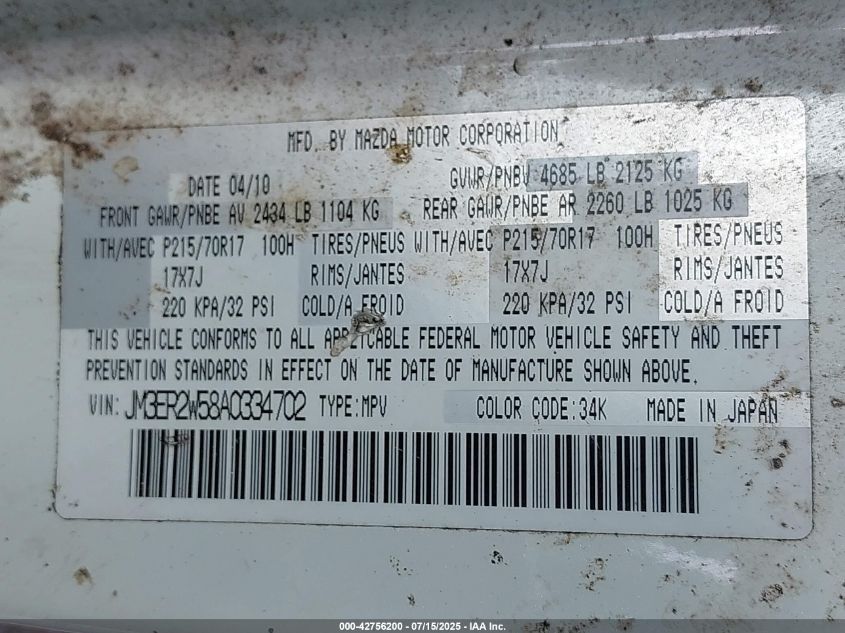 MFD. BY MAZDA MOTOR CORPORATION
DATE 04/10 GVWR/PNBV 4685 LB 2125 KG
FRONT GAWR/PNBE AV 2434 LB 1104 KG REAR GAWR/PNBE AR 2260 LB 1025 KG
WITH/AVEC P215/70R17 100H TIRES/PNEUS WITH/AVEC P215/70R17 100H TIRES/PNEUS
17X7J RIMS/JANTES 17X7J RIMS/JANTES
220 KPA/32 PSI COLD/A FROID 220 KPA/32 PSI COLD/A FROID
THIS VEHICLE CONFORMS TO ALL APPLICABLE FEDERAL MOTOR VEHICLE SAFETY AND THEFT
PREVENTION STANDARDS IN EFFECT ON THE DATE OF MANUFACTURE SHOWN ABOVE.
VIN: JM3ER2W58A0334702 TYPE:MPV COLOR CODE:34K MADE IN JAPAN
000-42756200 - 07/15/2025 - IAA Inc.